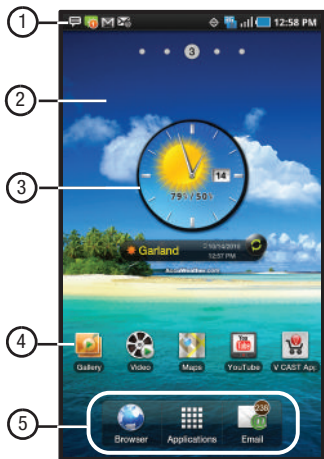 1
12:58 PM
3
2
3
14
79°/50°
Garland
10/14/2010
12:57 PM
AccuWeather.com
4
Gallery
Video
Maps
YouTube
V CAST App
5
238
Browser
Applications
Email